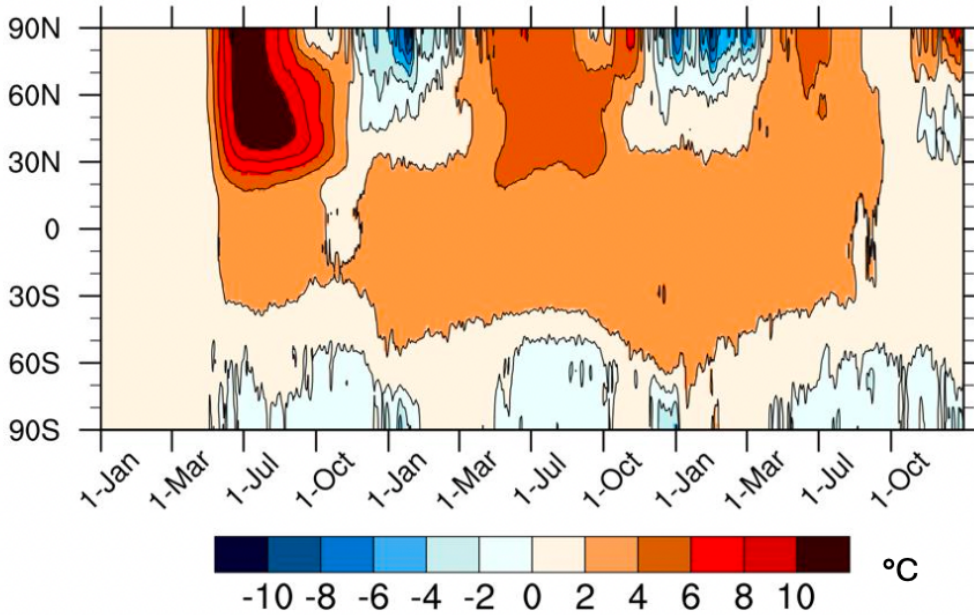 90N
60N
30N
0
30S
60S
90S
1-Jan 1-Mar 1-Jul 1-Oct 1-Jan 1-Mar 1-Jul 1-Oct 1-Jan 1-Mar 1-Jul 1-Oct
-10 -8 -6 -4 -2 0 2 4 6 8 10 °C